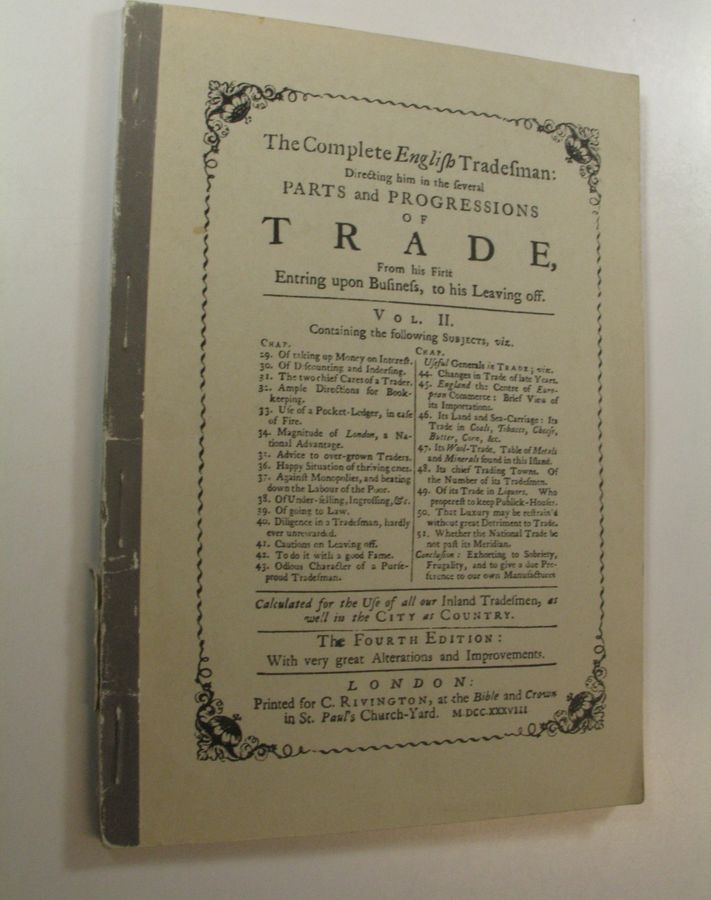 The Complete Engliſh Tradeſman:
Directing him in the ſeveral
PARTS and PROGRESSIONS
OF
TRADE,
From his Firſt
Entring upon Buſineſs, to his Leaving off.
VOL. II.
Containing the following SUBJECTS, viz.
CHAP.
29. Of taking up Money on Intereſt.
30. Of Diſcounting and Indorſing.
31. The two chief Cares of a Trader.
32. Ample Directions for Book-
keeping.
33. Uſe of a Pocket-Ledger, in caſe
of Fire.
34. Magnitude of London, a Na-
tional Advantage.
35. Advice to over-grown Traders.
36. Happy Situation of thriving ones.
37. Againſt Monopolies, and beating
down the Labour of the Poor.
38. Of Under-ſelling, Ingroſſing, &c.
39. Of going to Law.
40. Diligence in a Tradeſman, hardly
ever unrewarded.
41. Cautions on Leaving off.
42. To do it with a good Fame.
43. Odious Character of a Purſe-
proud Tradeſman.
CHAP.
Uſeful Generals in TRADE; viz.
44. Changes in Trade of late Years.
45. England the Centre of Euro-
pean Commerce: Brief View of
its Importations.
46. Its Land and Sea-Carriage: Its
Trade in Coals, Tobacco, Cheeſe,
Butter, Corn, &c.
47. Its Wool-Trade. Table of Metals
and Minerals found in this Iſland.
48. Its chief Trading Towns. Of
the Number of its Tradeſmen.
49. Of its Trade in Liquors. Who
propereſt to keep Publick-Houſes.
50. That Luxury may be reſtrain'd
without great Detriment to Trade.
51. Whether the National Trade be
not paſt its Meridian.
Concluſion: Exhorting to Sobriety,
Frugality, and to give a due Pre-
ference to our own Manufactures
Calculated for the Uſe of all our Inland Tradeſmen, as
well in the CITY as COUNTRY.
The FOURTH EDITION:
With very great Alterations and Improvements.
LONDON:
Printed for C. RIVINGTON, at the Bible and Crown
in St. Paul's Church-Yard. M.DCC.XXXVIII